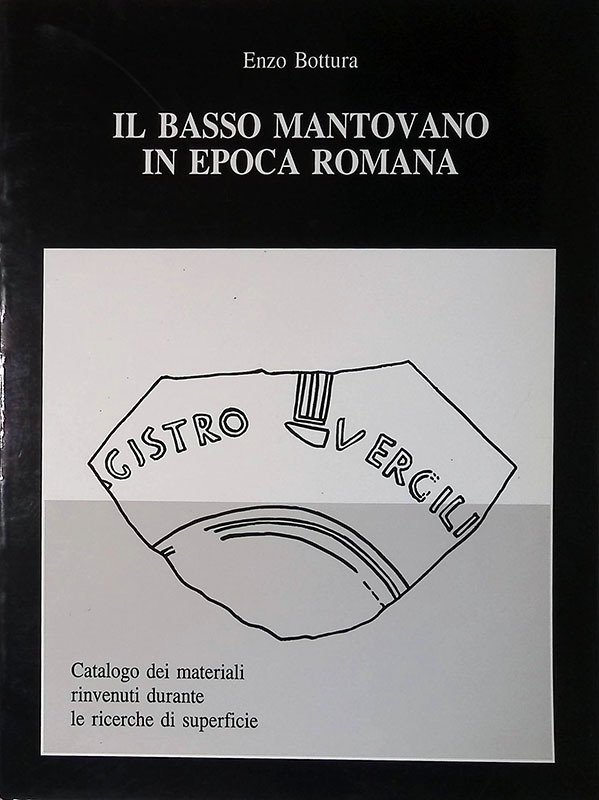 Enzo Bottura
IL BASSO MANTOVANO
IN EPOCA ROMANA
GISTRO VERGILI
Catalogo dei materiali
rinvenuti durante
le ricerche di superficie